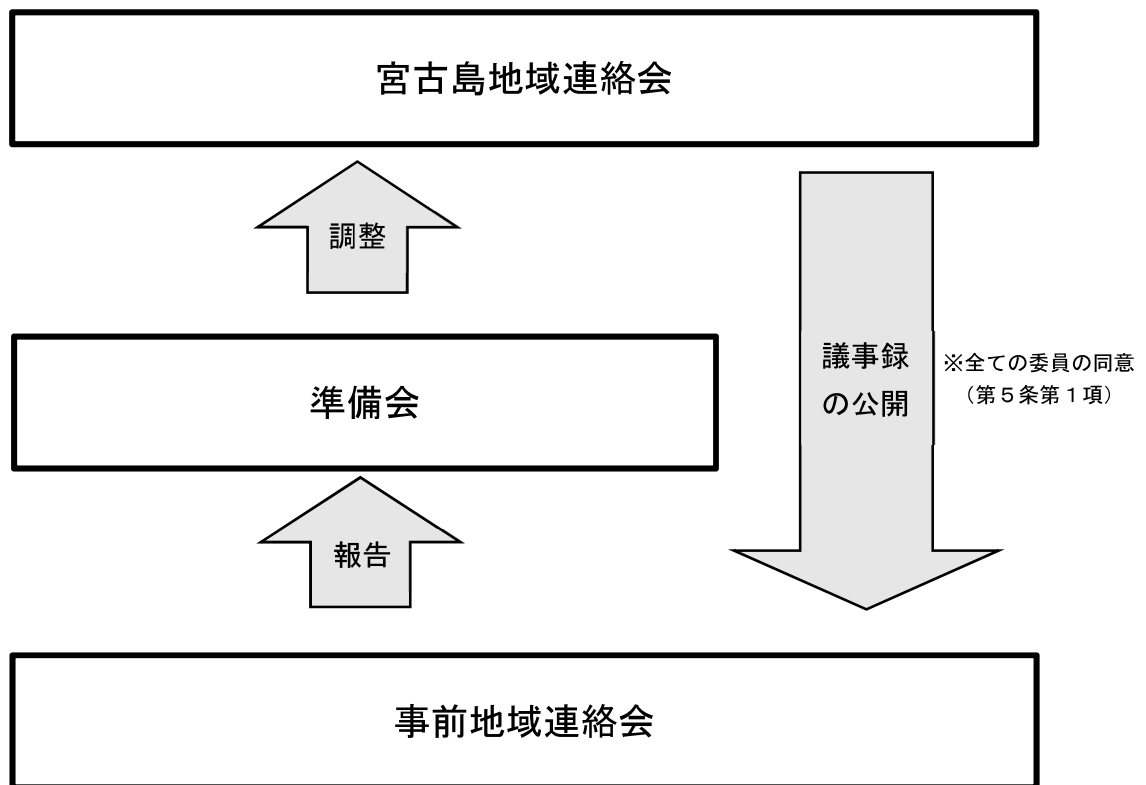 宮古島地域連絡会
調整
準備会
議事録
の公開
※全ての委員の同意
（第５条第１項）
報告
事前地域連絡会